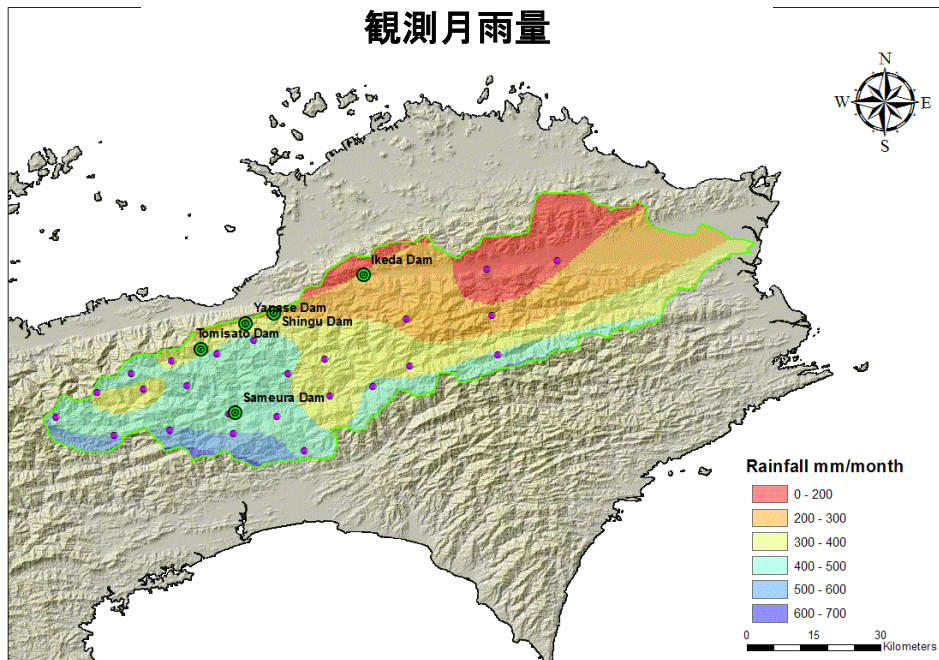 観測月雨量
N
W E
S
Ikeda Dam
Yanase Dam
Shingu Dam
Tomisato Dam
Sameura Dam
Rainfall mm/month
0 - 200
200 - 300
300 - 400
400 - 500
500 - 600
600 - 700
0 15 30
Kilometers